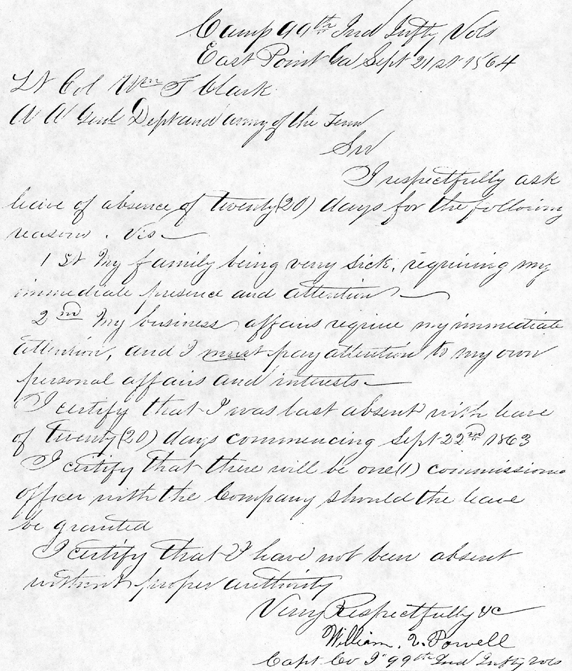 Camp 99th Ind Infty Vols
East Point Ga Sept 21st 1864
Lt Col Wm T Clark
A A Genl Dept and Army of the Tenn
Sir
I respectfully ask
leave of absence of twenty (20) days for the following
reasons. Vis—
1st My family being very sick, requiring my
immediate presence and attention—
2nd My business affairs require my immediate
attention, and I must pay attention to my own
personal affairs and interests—
I certify that I was last absent with leave
of twenty (20) days commencing Sept 22nd 1863
I certify that there will be one (1) commissioned
officer with the Company should the leave
be granted
I certify that I have not been absent
without proper authority
Very Respectfully &c
William V. Powell
Capt Co I 99th Ind Infty Vols